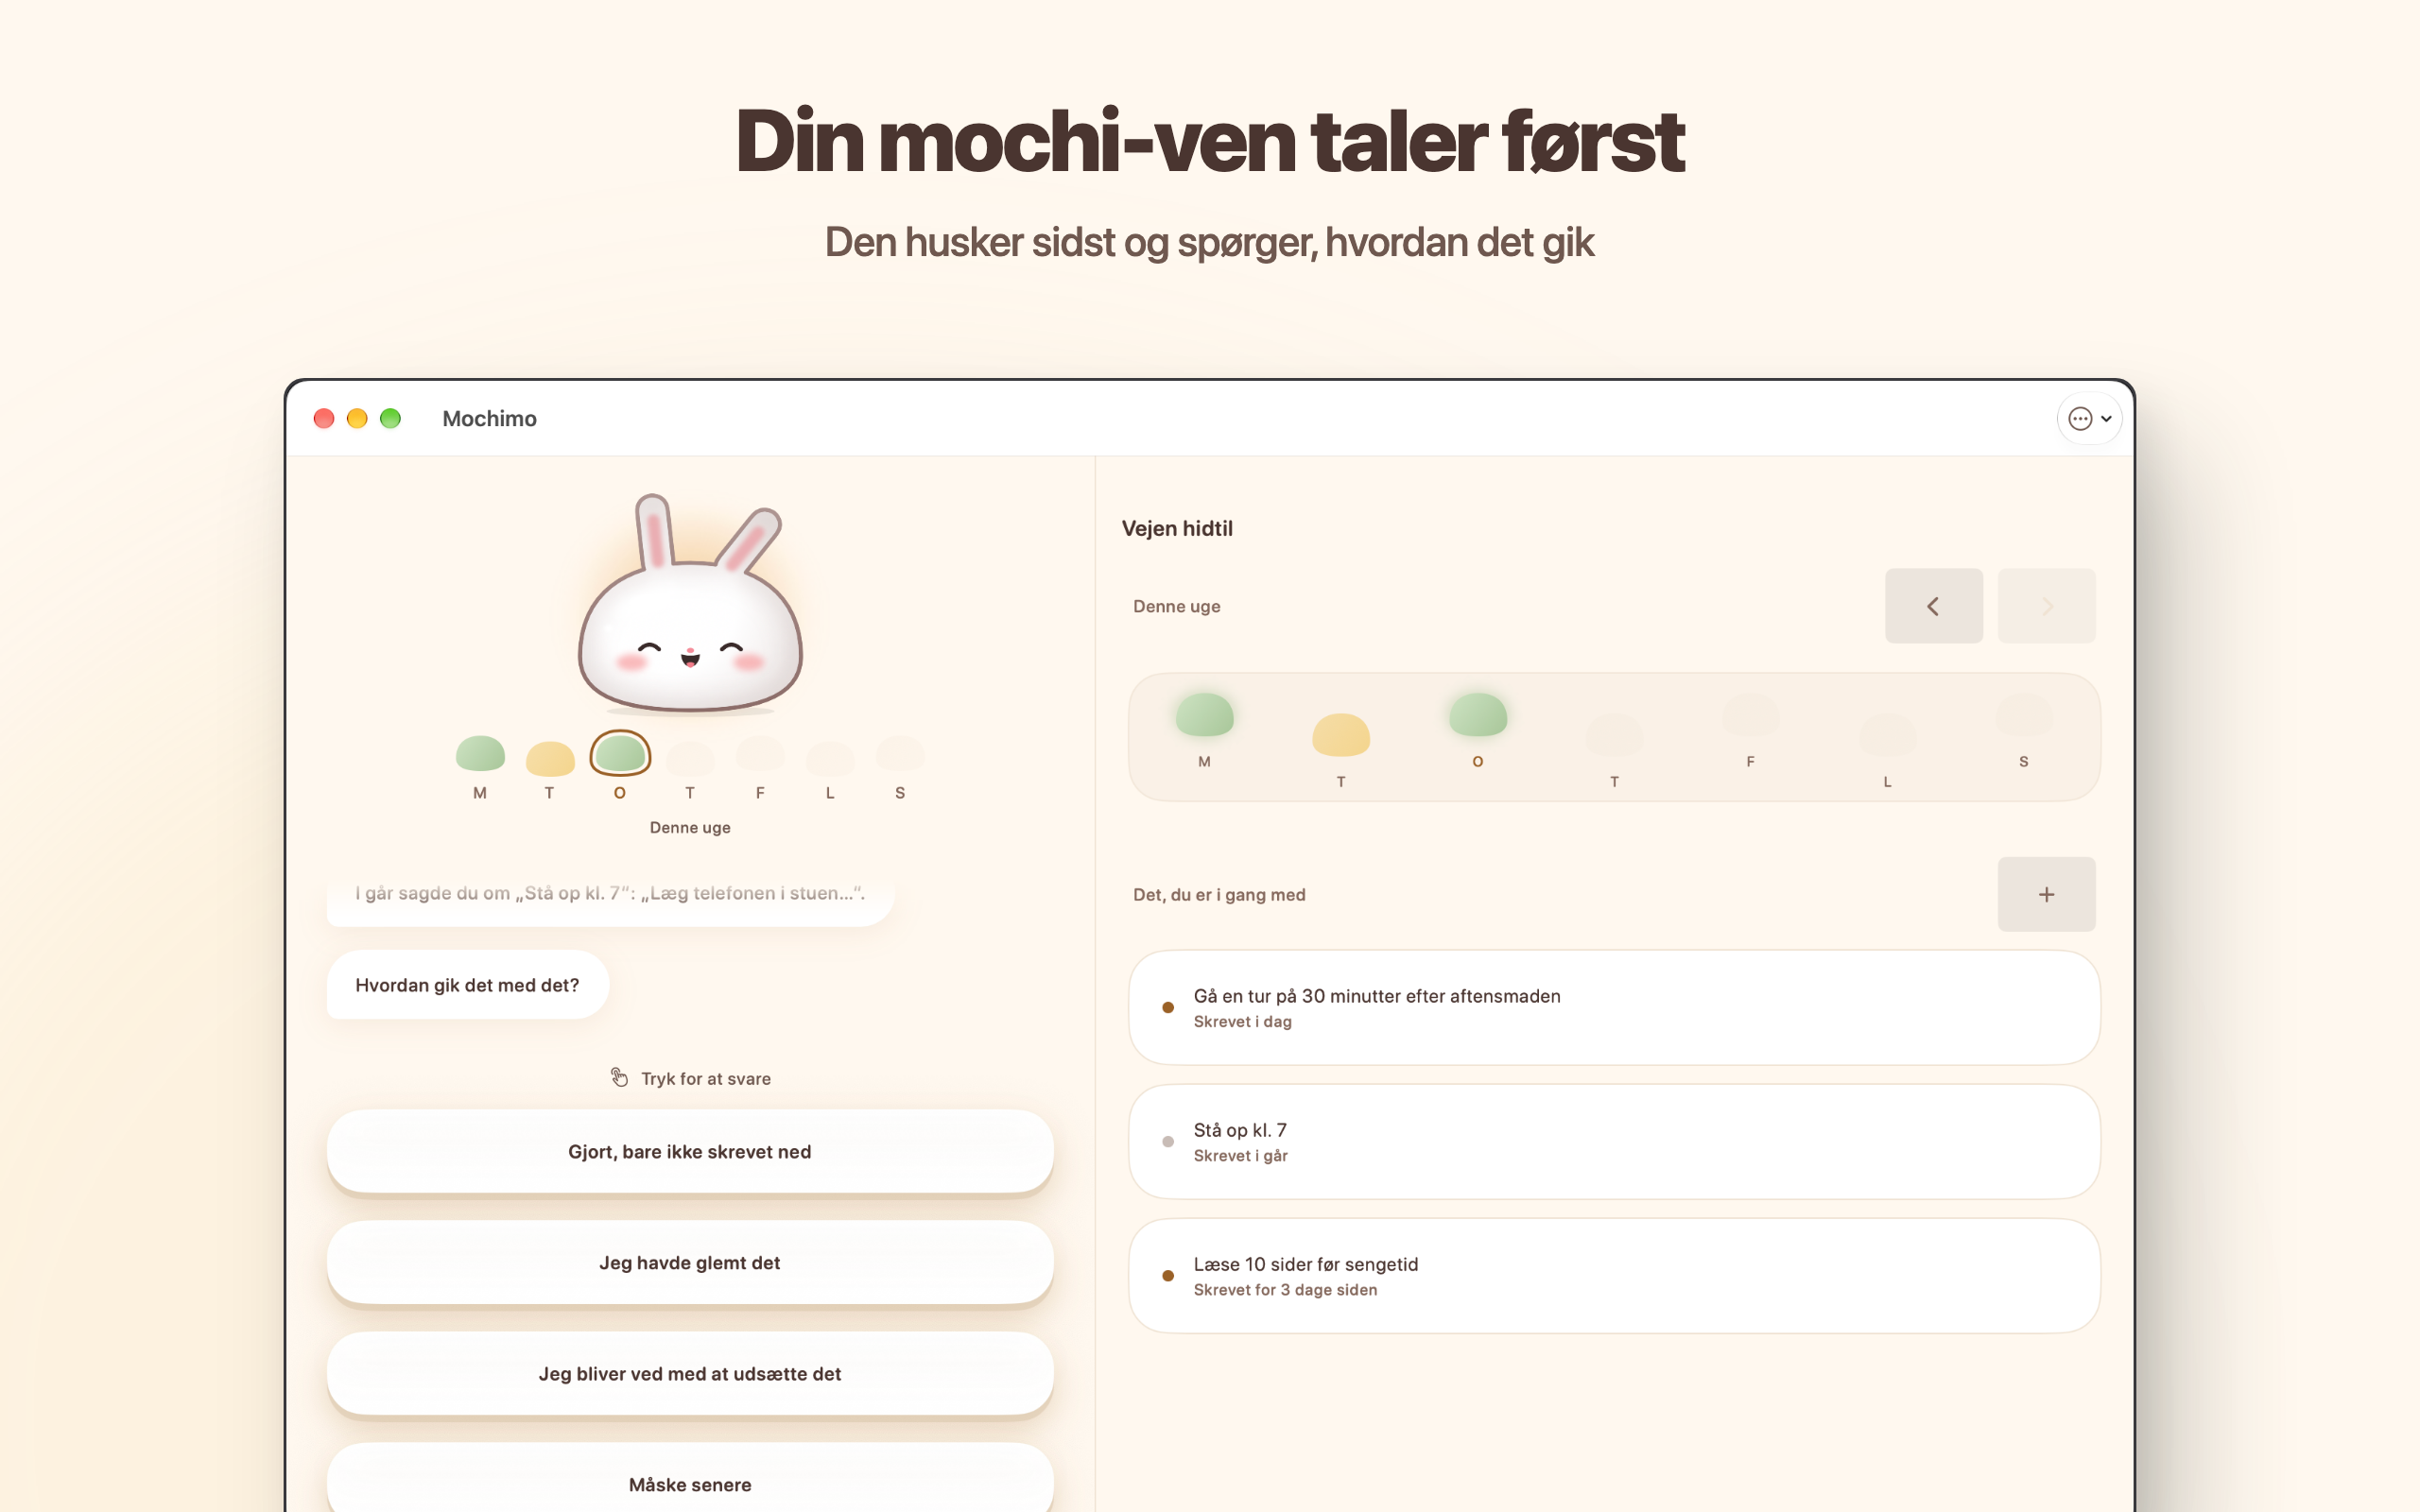 Din mochi-ven taler først
Den husker sidst og spørger, hvordan det gik
Mochimo
M T O T F L S
Denne uge
I går sagde du om „Stå op kl. 7“: „Læg telefonen i stuen…“.
Hvordan gik det med det?
Tryk for at svare
Gjort, bare ikke skrevet ned
Jeg havde glemt det
Jeg bliver ved med at udsætte det
Måske senere
Vejen hidtil
Denne uge
M T O T F L S
Det, du er i gang med
+
Gå en tur på 30 minutter efter aftensmaden
Skrevet i dag
Stå op kl. 7
Skrevet i går
Læse 10 sider før sengetid
Skrevet for 3 dage siden